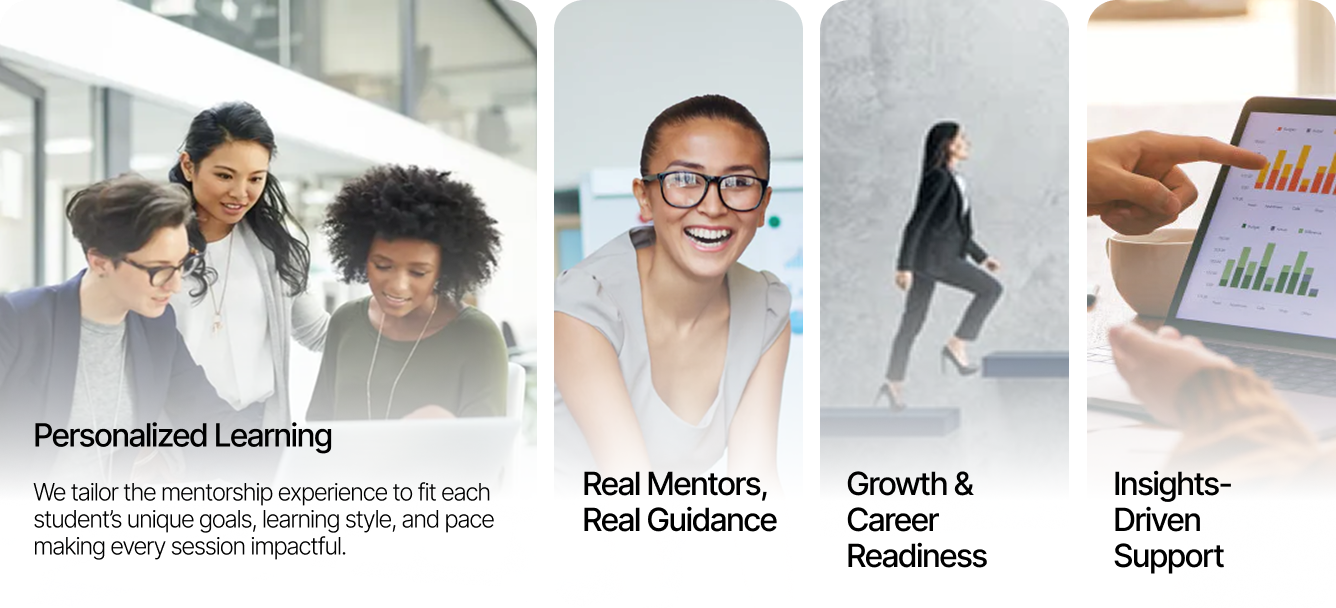 Personalized Learning
We tailor the mentorship experience to fit each
student's unique goals, learning style, and pace
making every session impactful.
Real Mentors,
Real Guidance
Growth &
Career
Readiness
Insights-
Driven
Support